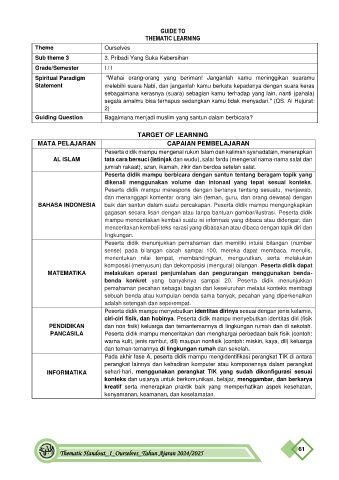 GUIDE TO
THEMATIC LEARNING
Theme Ourselves
Sub theme 3 3. Pribadi Yang Suka Kebersihan
Grade/Semester I / I
Spiritual Paradigm Statement "Wahai orang-orang yang beriman! Janganlah kamu meninggikan suaramu
melebihi suara Nabi, dan janganlah kamu berkata kepadanya dengan suara keras
sebagaimana kerasnya (suara) sebagian kamu terhadap yang lain, nanti (pahala)
segala amalmu bisa terhapus sedangkan kamu tidak menyadari." (QS. Al Hujurat:
2)
Guiding Question Bagaimana menjadi muslim yang santun dalam berbicara?
TARGET OF LEARNING
MATA PELAJARAN CAPAIAN PEMBELAJARAN
AL ISLAM
Peserta didik mampu mengenal rukun Islam dan kalimah syahadatain, menerapkan
tata cara bersuci (istinjak dan wudu), salat fardu (mengenal nama-nama salat dan
jumlah rakaat), azan, ikamah, zikir dan berdoa setelah salat.
BAHASA INDONESIA
Peserta didik mampu berbicara dengan santun tentang beragam topik yang
dikenali menggunakan volume dan intonasi yang tepat sesuai konteks.
Peserta didik mampu merespons dengan bertanya tentang sesuatu, menjawab,
dan menanggapi komentar orang lain (teman, guru, dan orang dewasa) dengan
baik dan santun dalam suatu percakapan. Peserta didik mampu mengungkapkan
gagasan secara lisan dengan atau tanpa bantuan gambar/ilustrasi. Peserta didik
mampu menceritakan kembali suatu isi informasi yang dibaca atau didengar; dan
menceritakan kembali teks narasi yang dibacakan atau dibaca dengan topik diri dan
lingkungan.
MATEMATIKA
Peserta didik menunjukkan pemahaman dan memiliki intuisi bilangan (number
sense) pada bilangan cacah sampai 100, mereka dapat membaca, menulis,
menentukan nilai tempat, membandingkan, mengurutkan, serta melakukan
komposisi (menyusun) dan dekomposisi (mengurai) bilangan. Peserta didik dapat
melakukan operasi penjumlahan dan pengurangan menggunakan benda-
benda konkret yang banyaknya sampai 20. Peserta didik menunjukkan
pemahaman pecahan sebagai bagian dari keseluruhan melalui konteks membagi
sebuah benda atau kumpulan benda sama banyak, pecahan yang diperkenalkan
adalah setengah dan seperempat.
PENDIDIKAN PANCASILA
Peserta didik mampu menyebutkan identitas dirinya sesuai dengan jenis kelamin,
ciri-ciri fisik, dan hobinya. Peserta didik mampu menyebutkan identitas diri (fisik
dan non fisik) keluarga dan temantemannya di lingkungan rumah dan di sekolah.
Peserta didik mampu menceritakan dan menghargai perbedaan baik fisik (contoh:
warna kulit, jenis rambut, dll) maupun nonfisik (contoh: miskin, kaya, dll) keluarga
dan teman-temannya di lingkungan rumah dan sekolah.
INFORMATIKA
Pada akhir fase A, peserta didik mampu mengidentifikasi perangkat TIK di antara
perangkat lainnya dan kehadiran komputer atau komponennya dalam perangkat
sehari-hari, menggunakan perangkat TIK yang sudah dikonfigurasi sesuai
konteks dan usianya untuk berkomunikasi, belajar, menggambar, dan berkarya
kreatif serta menerapkan praktik baik yang memperhatikan aspek kesehatan,
kenyamanan, keamanan, dan keselamatan.
Thematic Handout_1_Ourselves_Tahun Ajaran 2024/2025
61